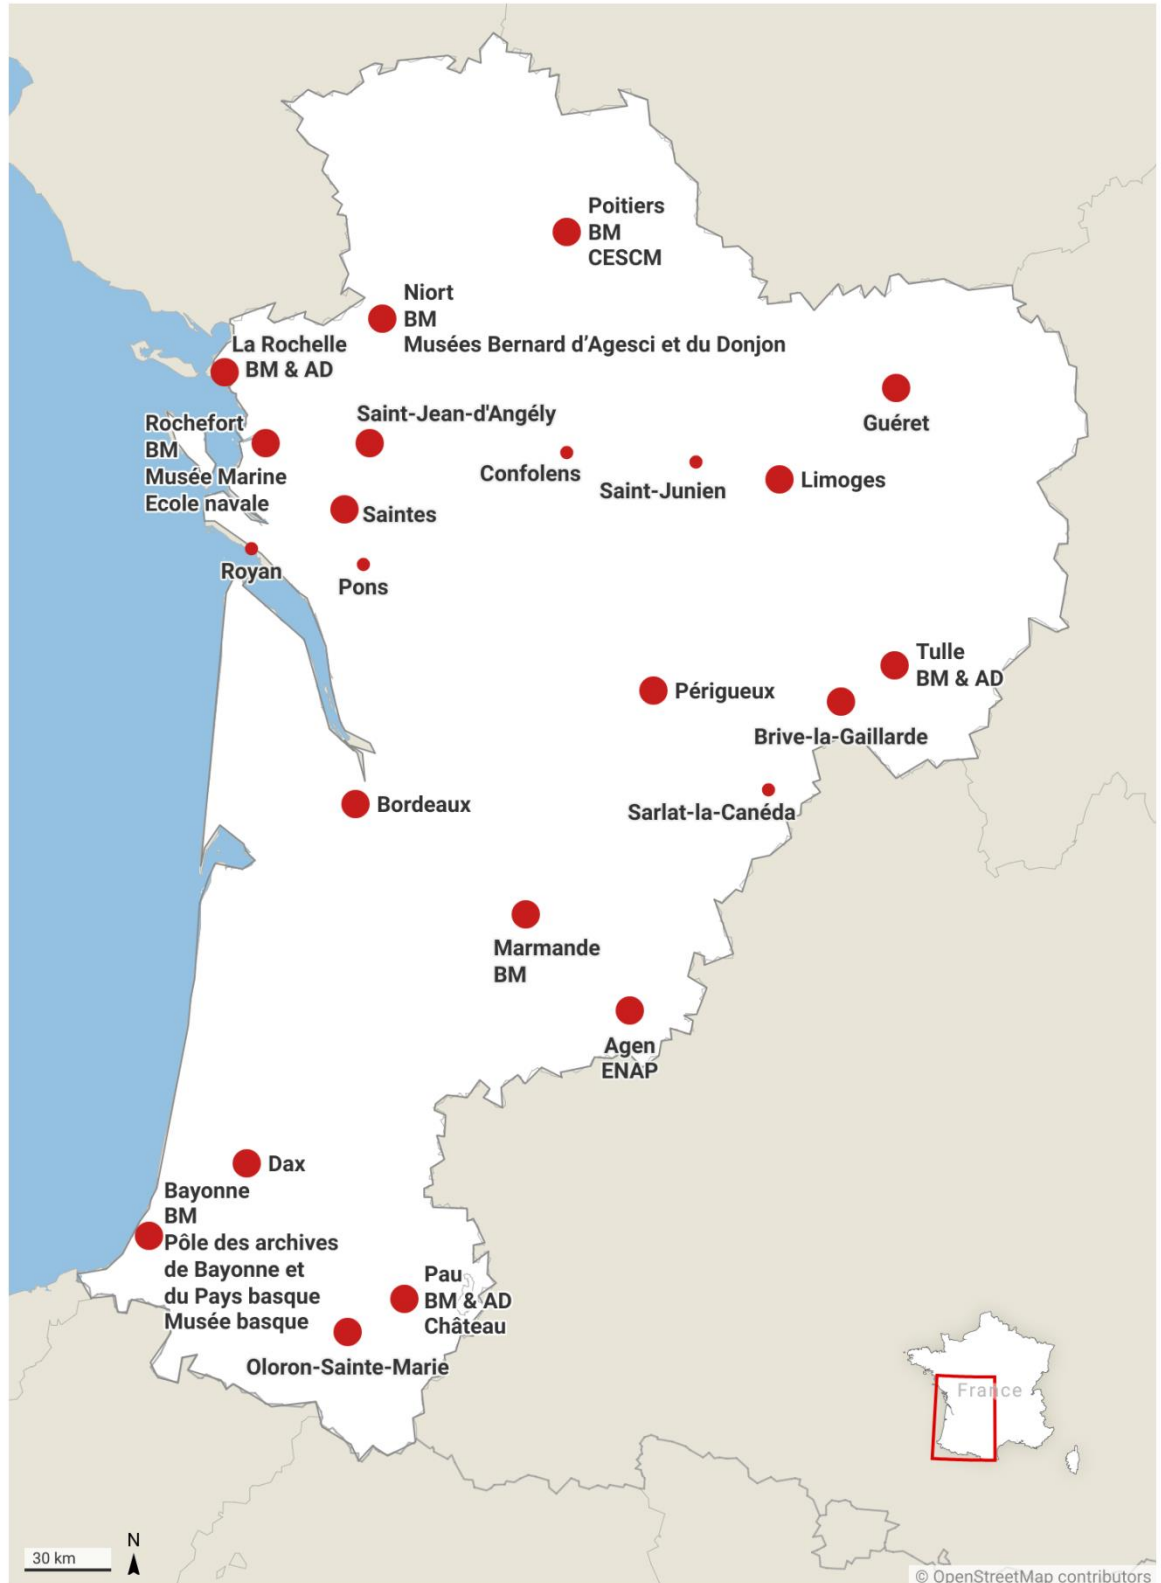 Poitiers
BM
CESCM
Niort
BM
Musées Bernard d’Agesci et du Donjon
La Rochelle
BM & AD
Guéret
Rochefort
BM
Musée Marine
Ecole navale
Saint-Jean-d'Angély
Confolens
Saint-Junien
Limoges
Saintes
Royan
Pons
Tulle
BM & AD
Périgueux
Brive-la-Gaillarde
Bordeaux
Sarlat-la-Canéda
Marmande
BM
Agen
ENAP
Dax
Bayonne
BM
Pôle des archives
de Bayonne et
du Pays basque
Musée basque
Pau
BM & AD
Château
Oloron-Sainte-Marie
France
30 km
N
© OpenStreetMap contributors